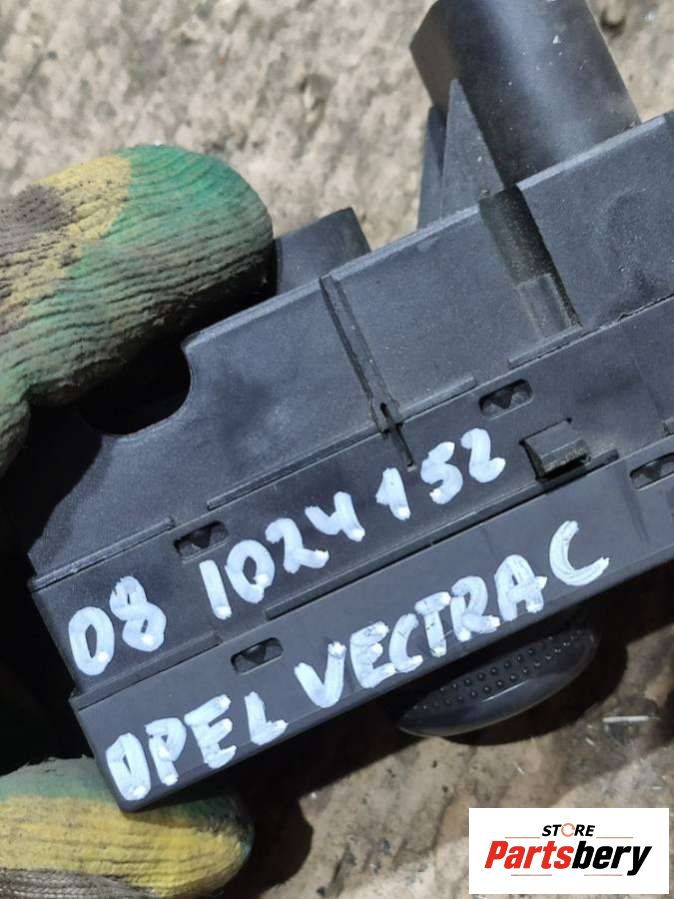 08 1024152
OPEL VECTRA C
STORE
Partsbery